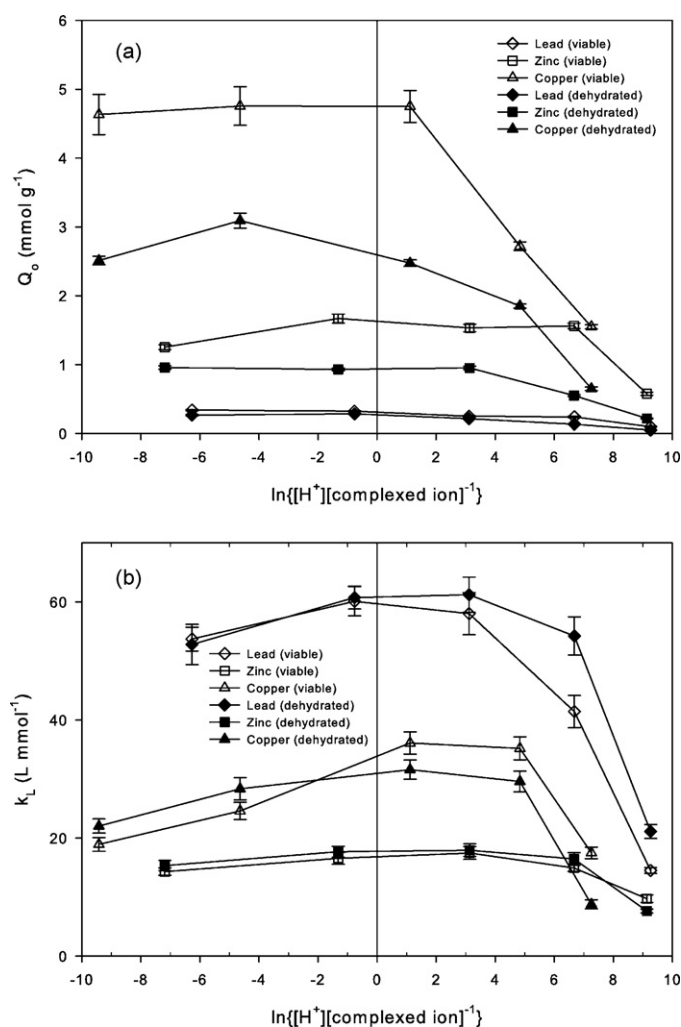 (a)
6
5
4
3
2
1
0
Qo (mmol g-1)
Lead (viable)
Zinc (viable)
Copper (viable)
Lead (dehydrated)
Zinc (dehydrated)
Copper (dehydrated)
-10 -8 -6 -4 -2 0 2 4 6 8 10
ln{[H+][complexed ion]-1}
(b)
60
40
20
0
kL (L mmol-1)
Lead (viable)
Zinc (viable)
Copper (viable)
Lead (dehydrated)
Zinc (dehydrated)
Copper (dehydrated)
-10 -8 -6 -4 -2 0 2 4 6 8 10
ln{[H+][complexed ion]-1}